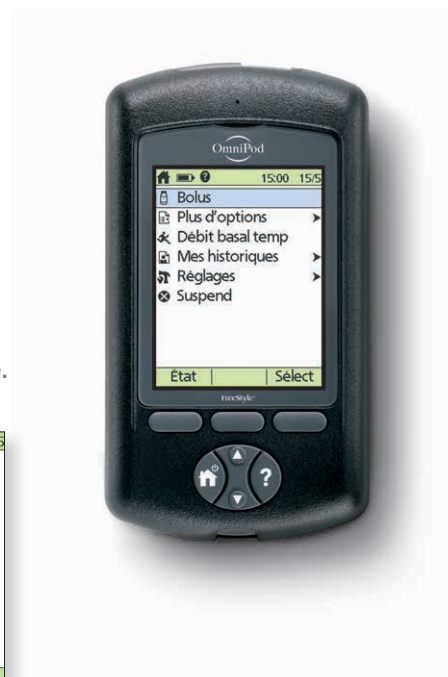 OmniPod
15:00 15/5
Bolus
Plus d'options
Débit basal temp
Mes historiques
Réglages
Suspend
État Sélect
FreeStyle
?